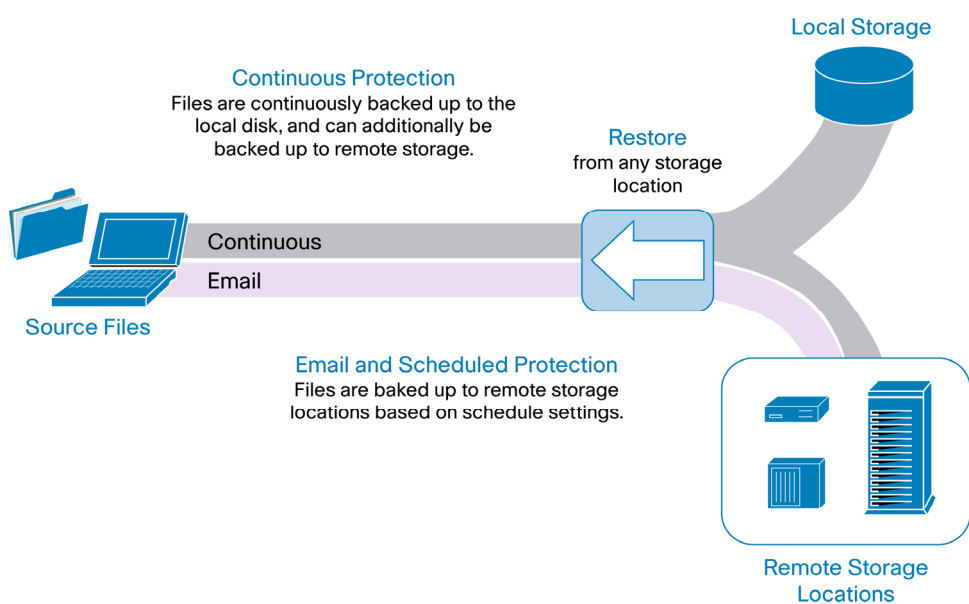 Local Storage
Continuous Protection
Files are continuously backed up to the
local disk, and can additionally be
backed up to remote storage.
Restore
from any storage
location
Continuous
Email
Source Files
Email and Scheduled Protection
Files are baked up to remote storage
locations based on schedule settings.
Remote Storage
Locations